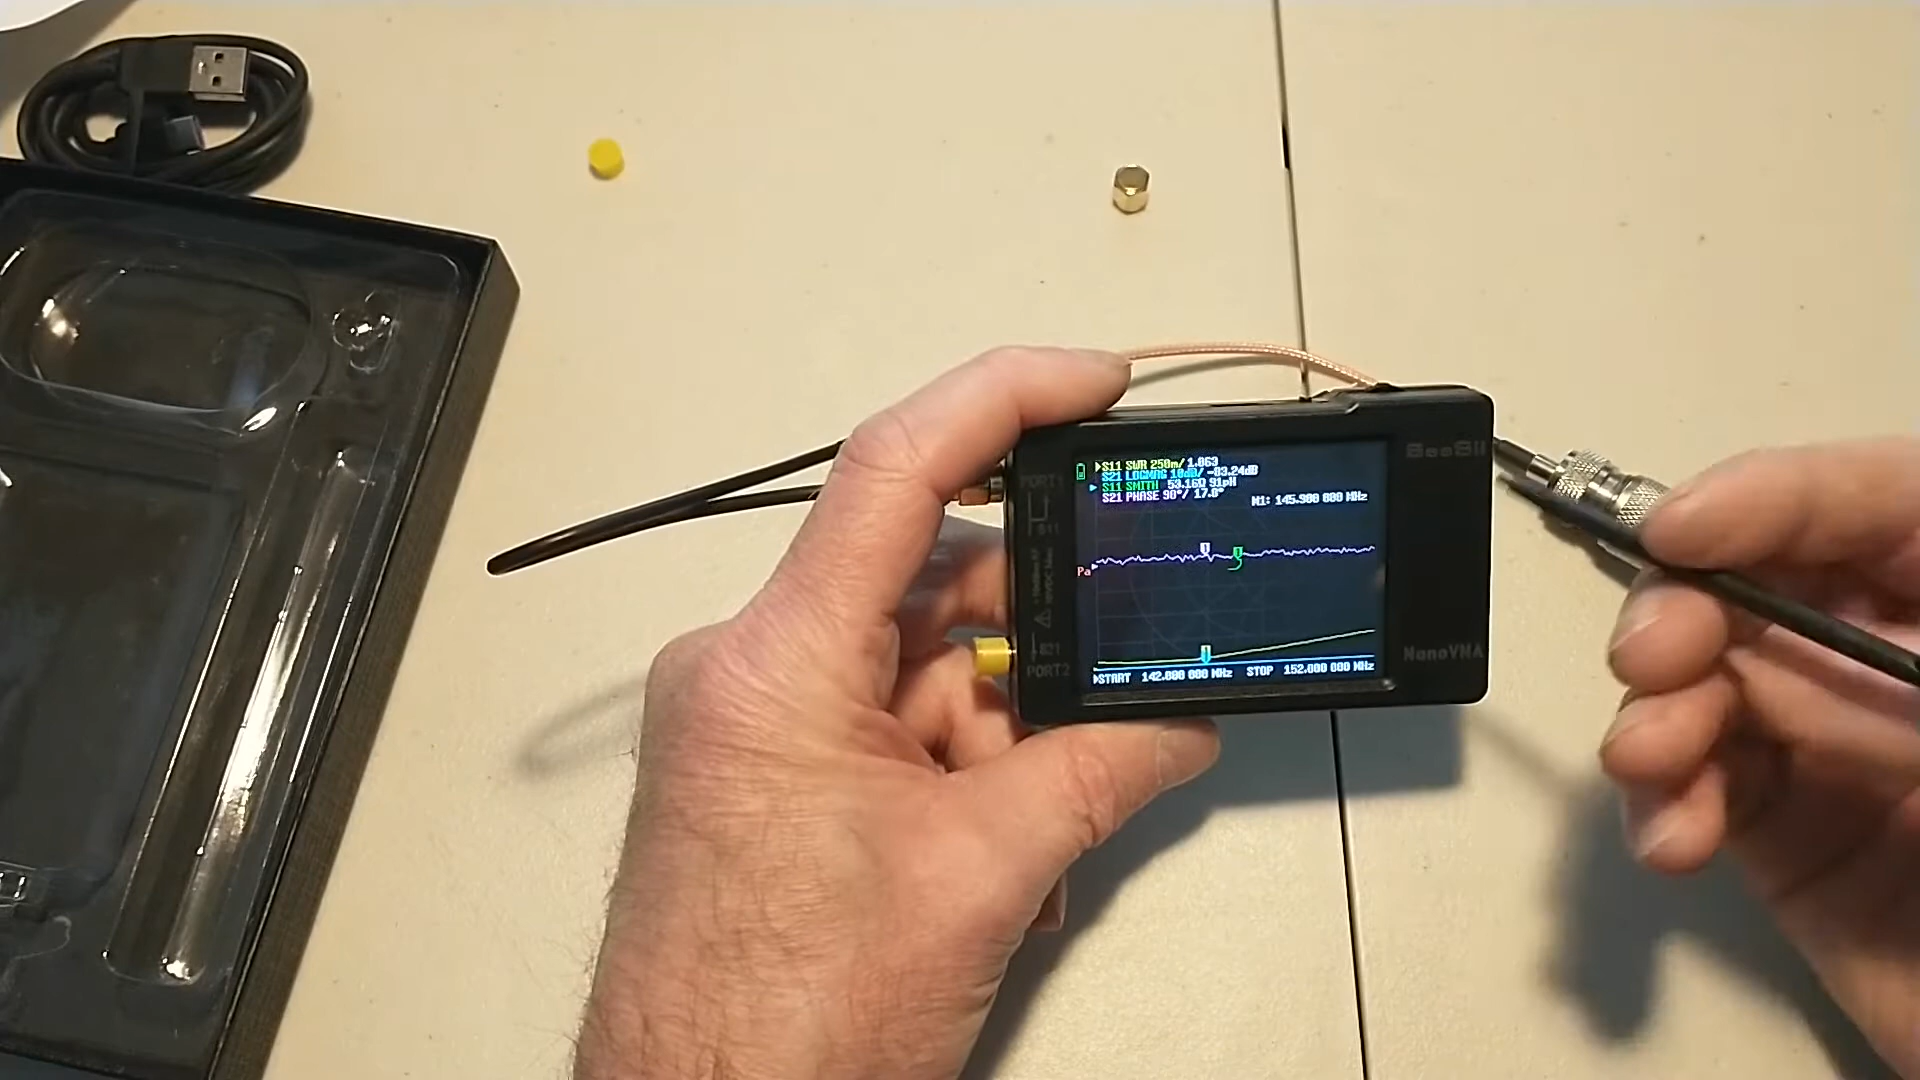 S11 SWR 250m/ 1.063
S21 LOGMAG 10dB/ -83.24dB
S11 SMITH 53.16Ω 91pH
S21 PHASE 90°/ 17.8°
M1: 145.900 000 MHz
Pa
START 142.000 000 MHz STOP 152.000 000 MHz
PORT1
S11
S21
PORT2
NanoVNA